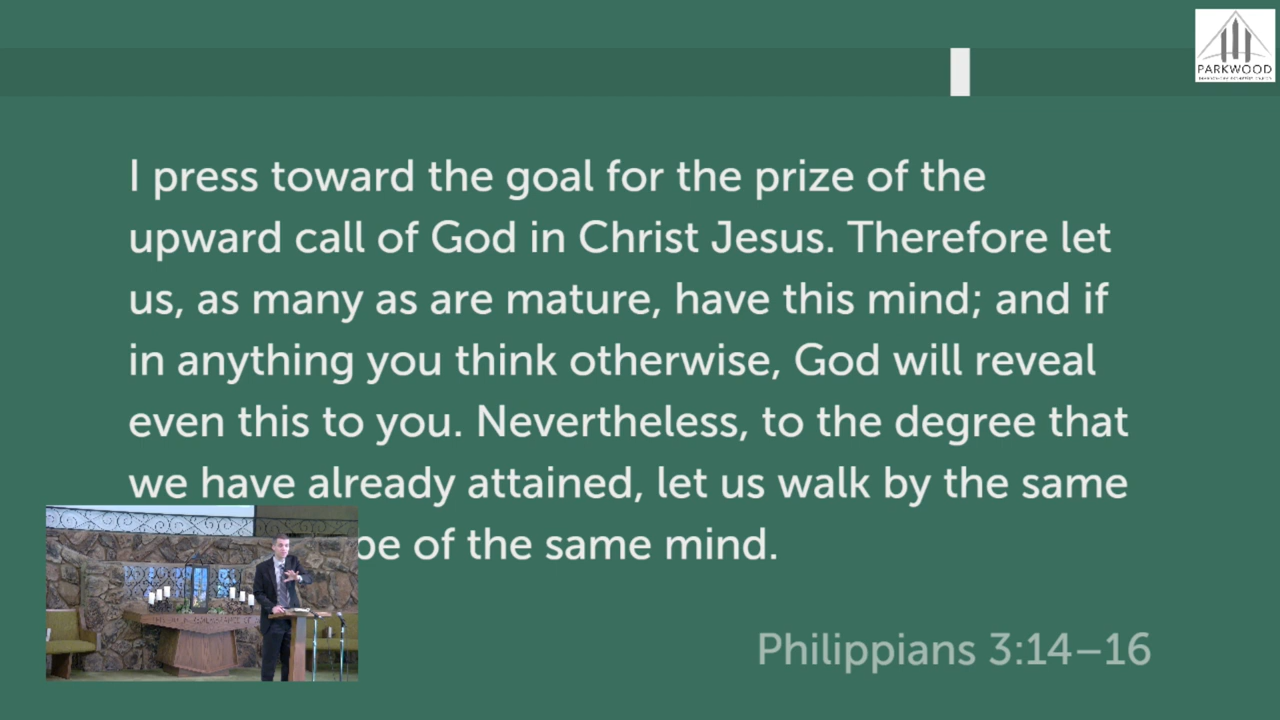 PARKWOOD
I press toward the goal for the prize of the
upward call of God in Christ Jesus. Therefore let
us, as many as are mature, have this mind; and if
in anything you think otherwise, God will reveal
even this to you. Nevertheless, to the degree that
we have already attained, let us walk by the same
be of the same mind.
Philippians 3:14–16